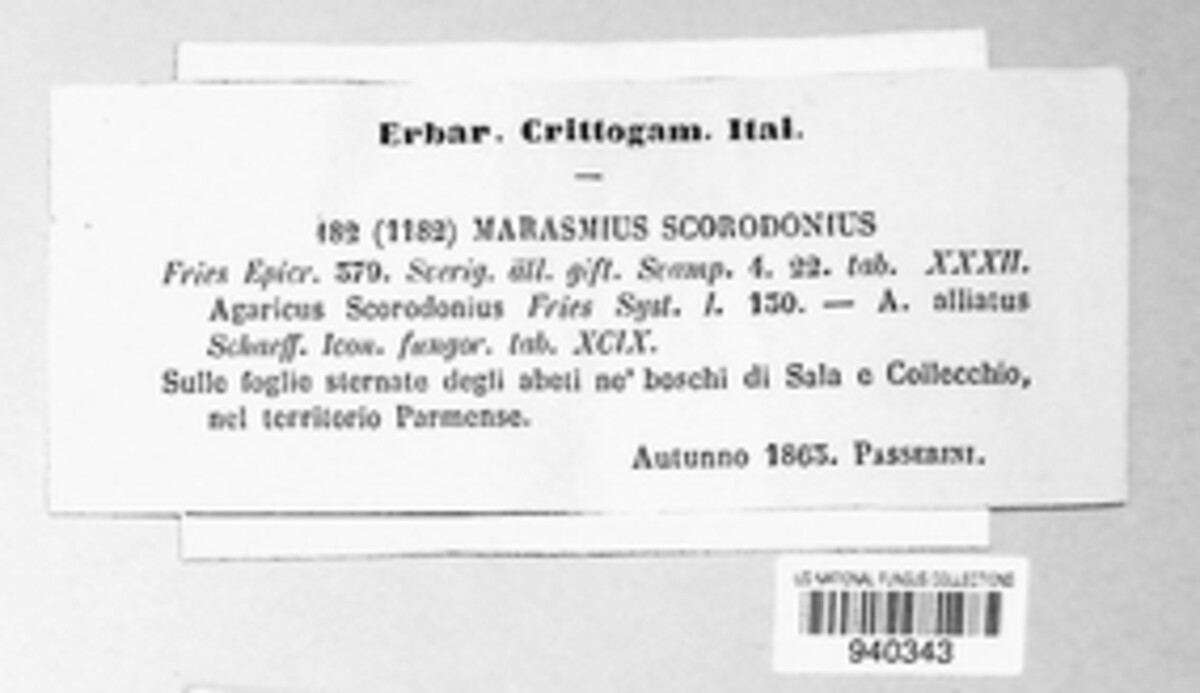 Erbar. Crittogam. Ital.
—
182 (1182) MARASMIUS SCORODONIUS
Fries Epicr. 379. Sverig. ätl. gift. Svamp. 4. 22. tab. XXXII.
Agaricus Scorodonius Fries Syst. I. 130. — A. alliatus
Schaeff. Icon. fungor. tab. XCIX.
Sulle foglie sternate degli abeti ne' boschi di Sala e Collecchio,
nel territorio Parmense.
Autunno 1863. PASSERINI.
US NATIONAL FUNGUS COLLECTIONS
940343